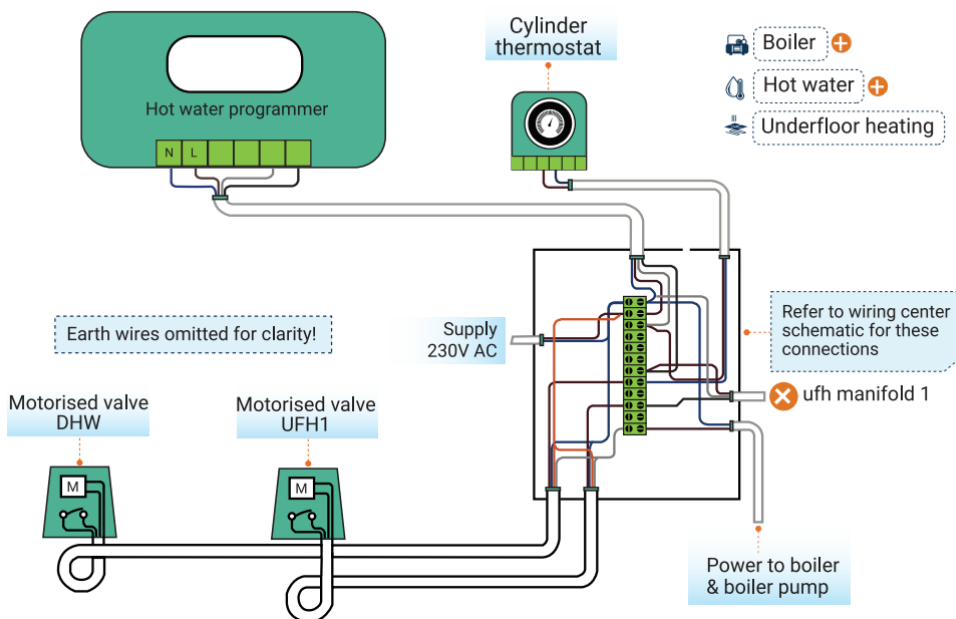 Hot water programmer
N L
Cylinder
thermostat
Boiler
Hot water
Underfloor heating
Earth wires omitted for clarity!
Supply
230V AC
Refer to wiring center
schematic for these
connections
ufh manifold 1
Motorised valve
DHW
Motorised valve
UFH1
M
M
Power to boiler
& boiler pump